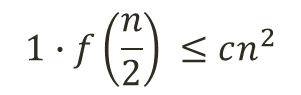 1 · f(n/2) ≤ cn²